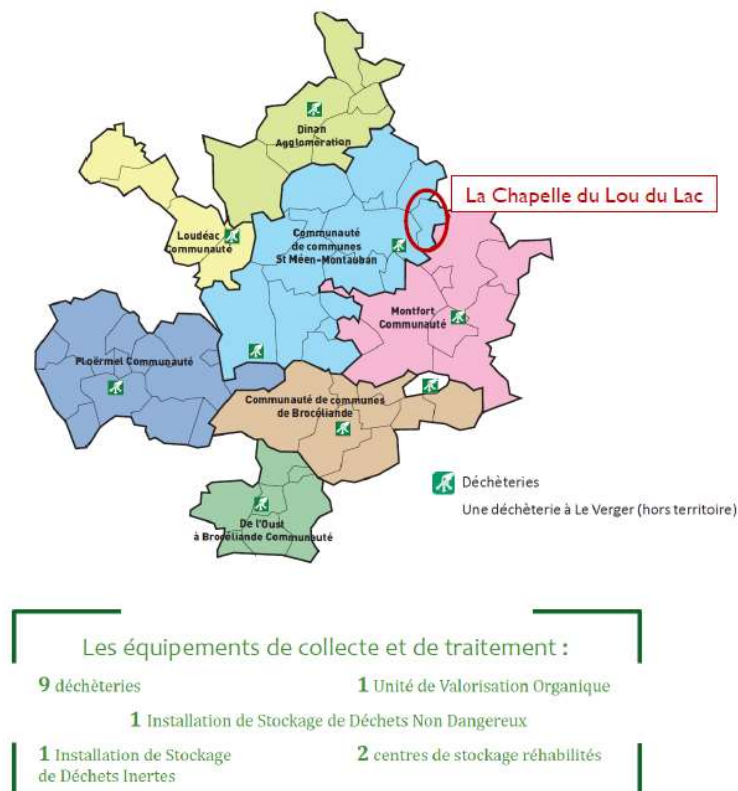 Dinan
Agglomération
La Chapelle du Lou du Lac
Loudéac
Communauté
Communauté
de communes
St Méen-Montauban
Montfort
Communauté
Ploërmel Communauté
Communauté de communes
de Brocéliande
Déchèteries
Une déchèterie à Le Verger (hors territoire)
De l'Oust
à Brocéliande Communauté
Les équipements de collecte et de traitement :
9 déchèteries
1 Unité de Valorisation Organique
1 Installation de Stockage de Déchets Non Dangereux
1 Installation de Stockage
de Déchets Inertes
2 centres de stockage réhabilités